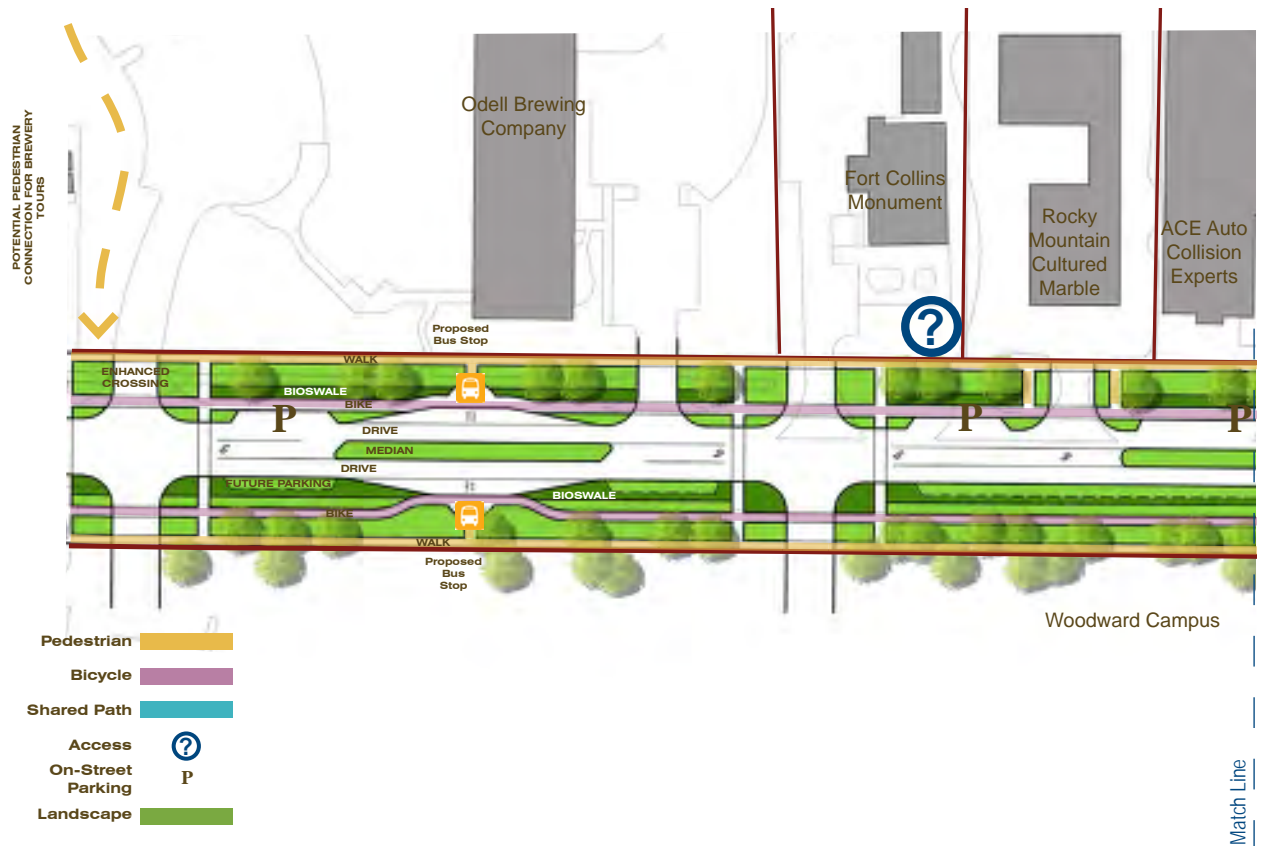 POTENTIAL PEDESTRIAN
CONNECTION FOR BREWERY
TOURS
Odell Brewing
Company
Fort Collins
Monument
Rocky
Mountain
Cultured
Marble
ACE Auto
Collision
Experts
?
Proposed
Bus Stop
WALK
ENHANCED
CROSSING
BIOSWALE
BIKE
P
P
P
DRIVE
MEDIAN
DRIVE
FUTURE PARKING
BIOSWALE
BIKE
WALK
Proposed
Bus
Stop
Woodward Campus
Pedestrian
Bicycle
Shared Path
Access
?
On-Street
Parking
P
Landscape
Match Line